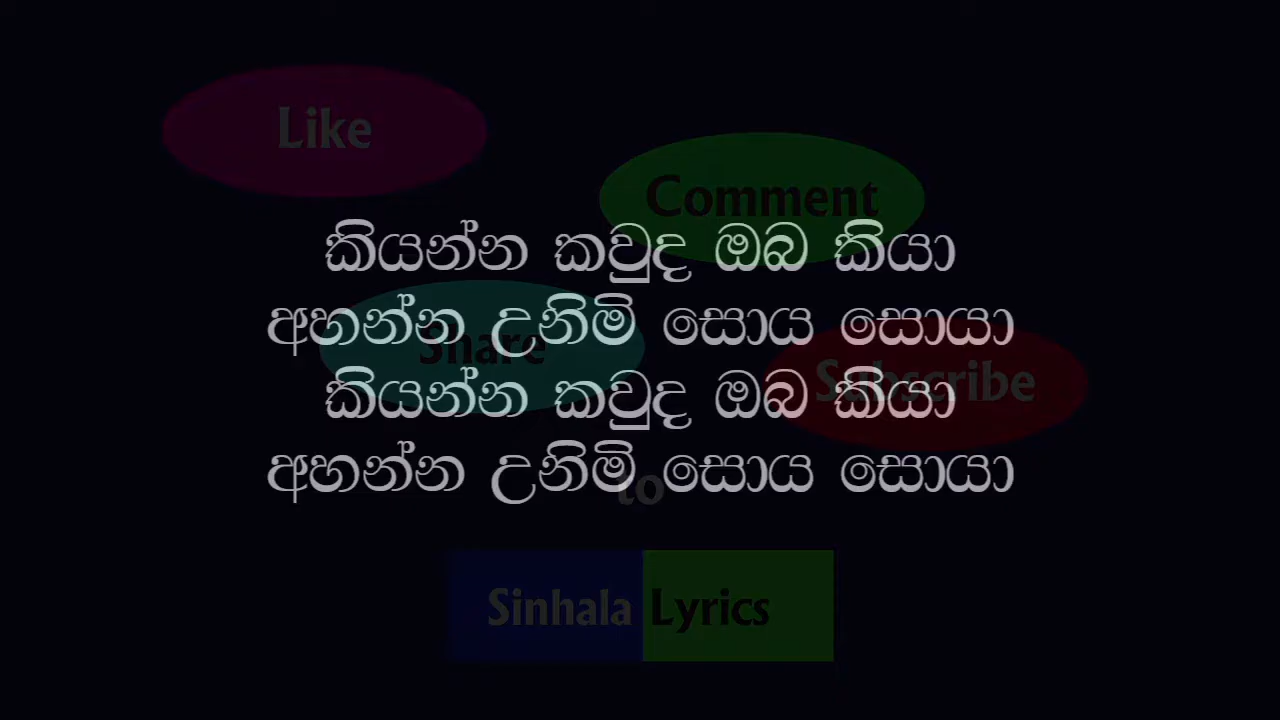 Like
Comment
කියන්න කවුද ඔබ කියා
අහන්න උනිමි සොය සොයා
Share
Subscribe
කියන්න කවුද ඔබ කියා
අහන්න උනිමි සොය සොයා
to
Sinhala Lyrics